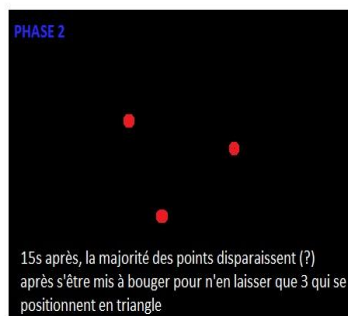 PHASE 2
15s après, la majorité des points disparaissent (?)
après s'être mis à bouger pour n'en laisser que 3 qui se
positionnent en triangle